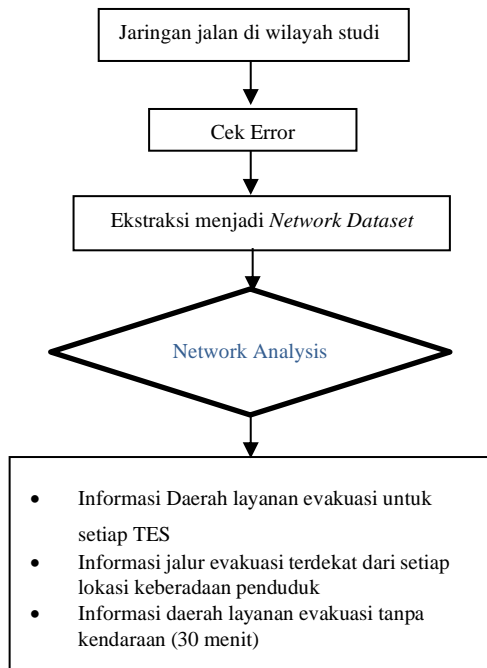 Jaringan jalan di wilayah studi
Cek Error
Ekstraksi menjadi Network Dataset
Network Analysis
• Informasi Daerah layanan evakuasi untuk
setiap TES
• Informasi jalur evakuasi terdekat dari setiap
lokasi keberadaan penduduk
• Informasi daerah layanan evakuasi tanpa
kendaraan (30 menit)